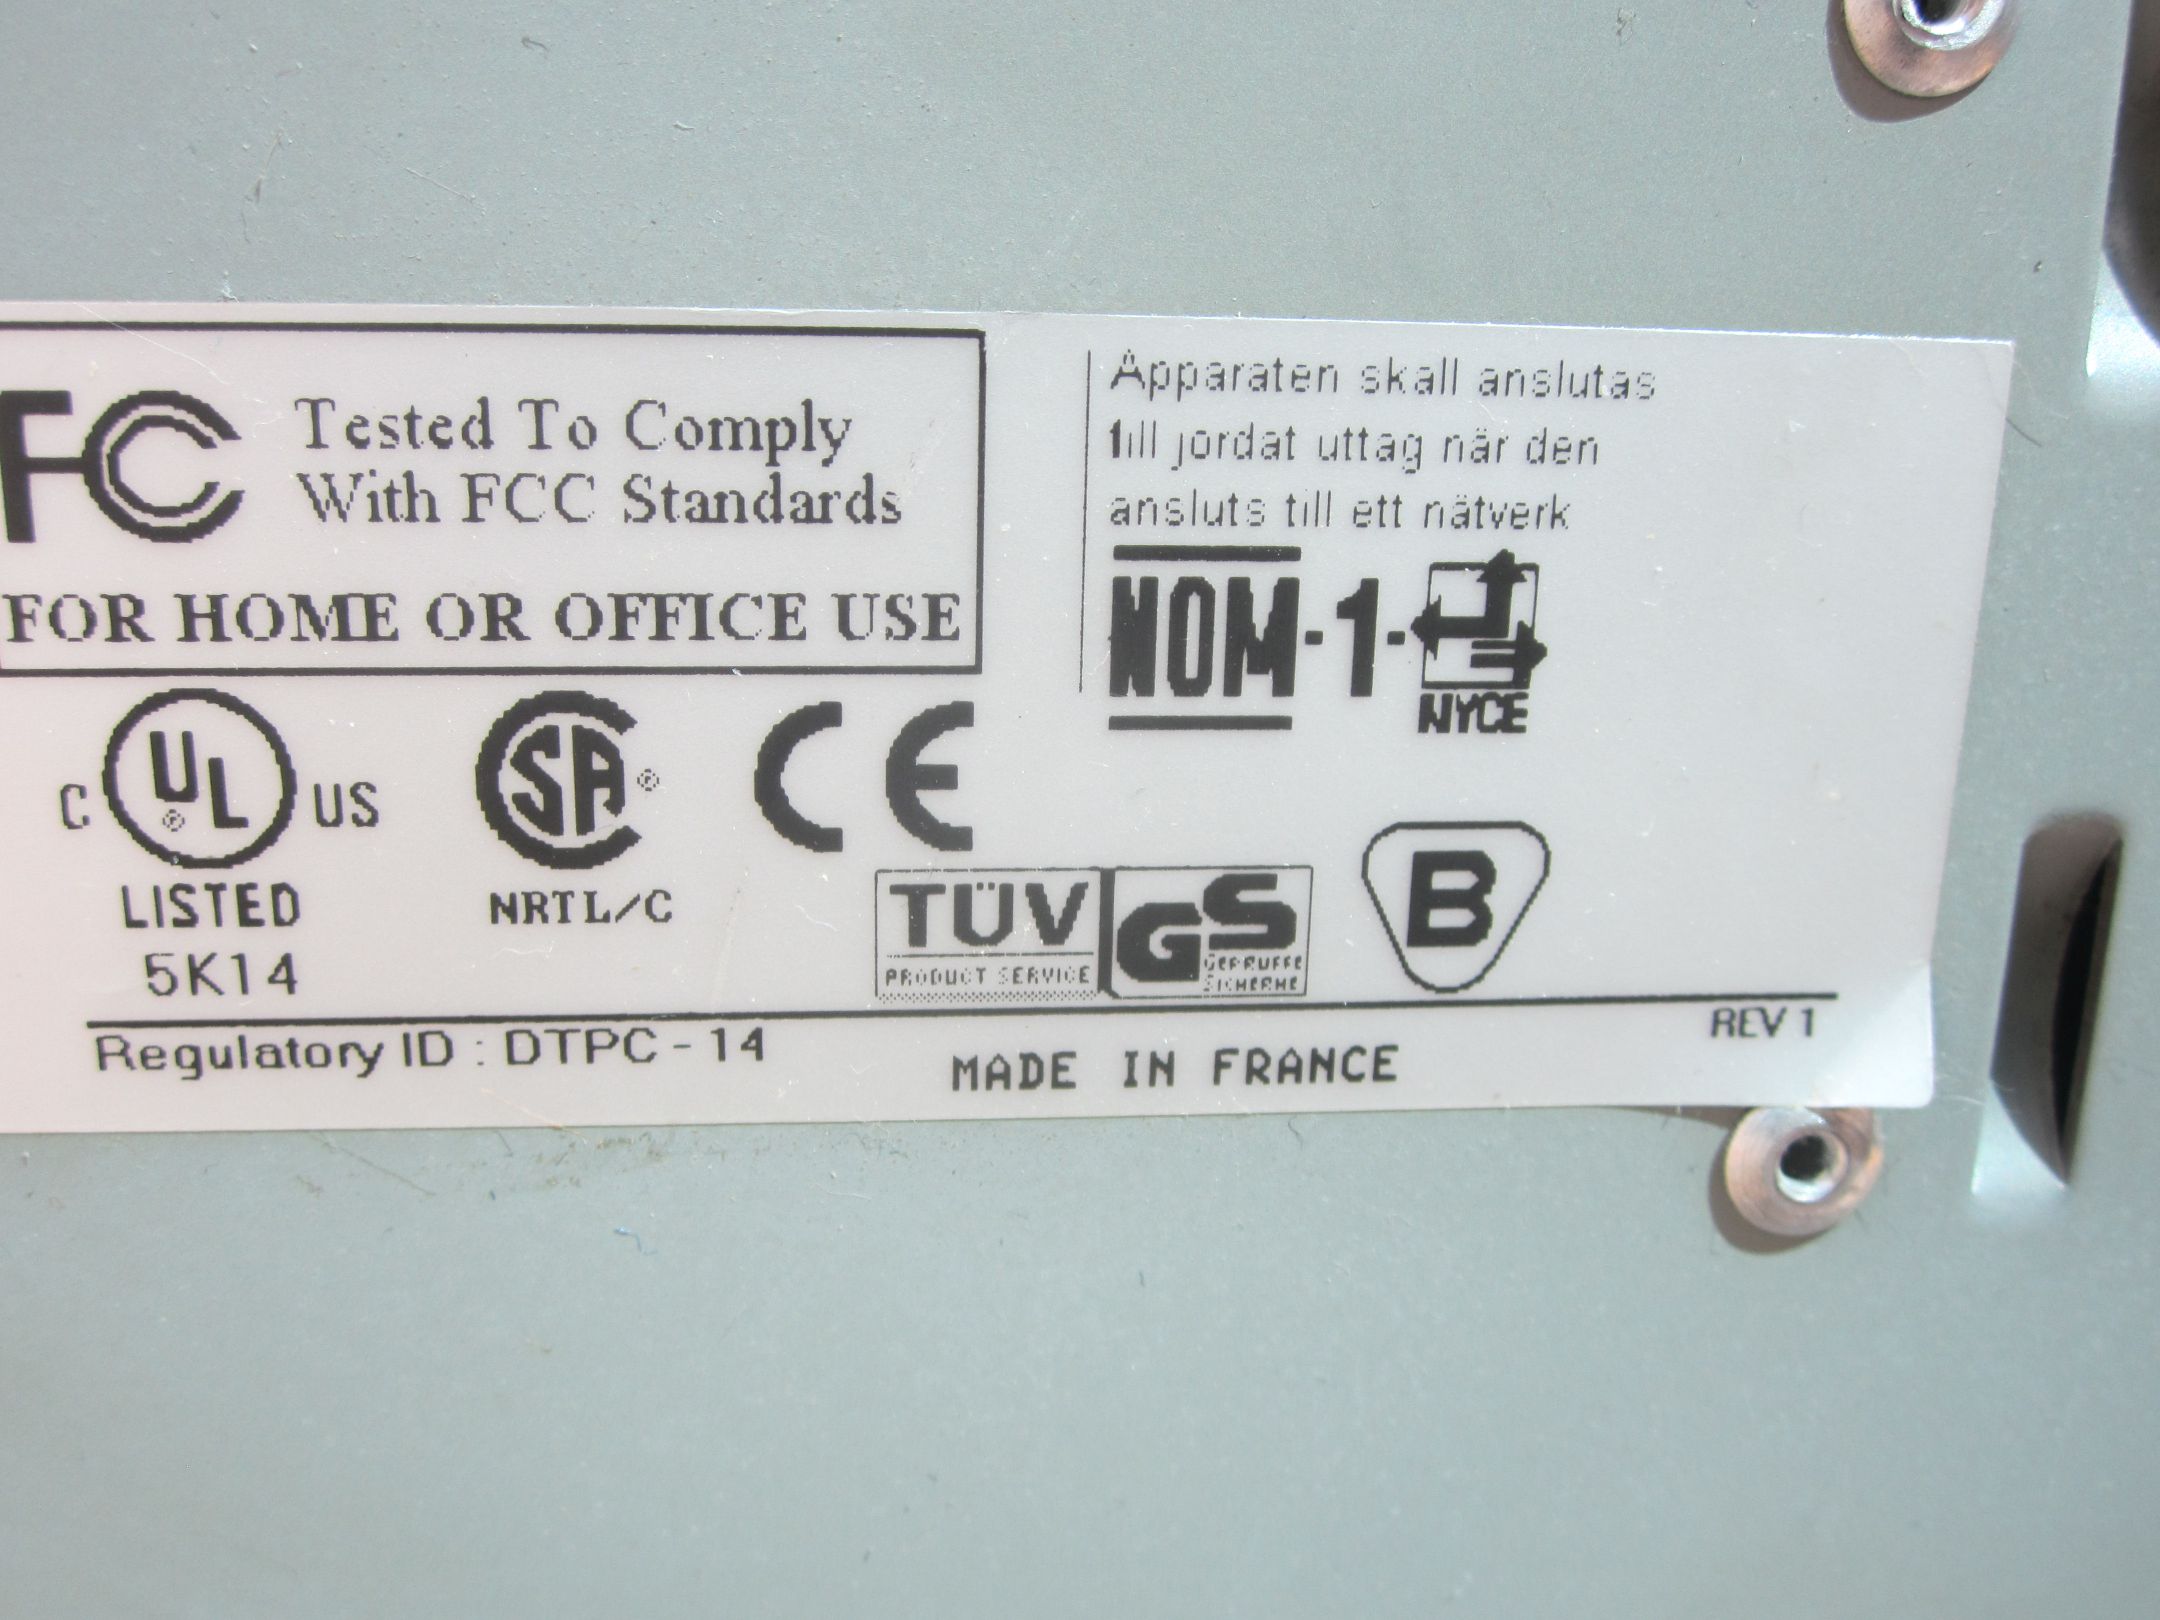 FC Tested To Comply
With FCC Standards
FOR HOME OR OFFICE USE
Apparaten skall anslutas
till jordat uttag när den
ansluts till ett nätverk
NOM-1-
NYCE
C UL ® US
LISTED
5K14
SA ®
NRTL/C
CE
TÜV
PRODUCT SERVICE
GS
B
Regulatory ID : DTPC - 14
MADE IN FRANCE
REV 1